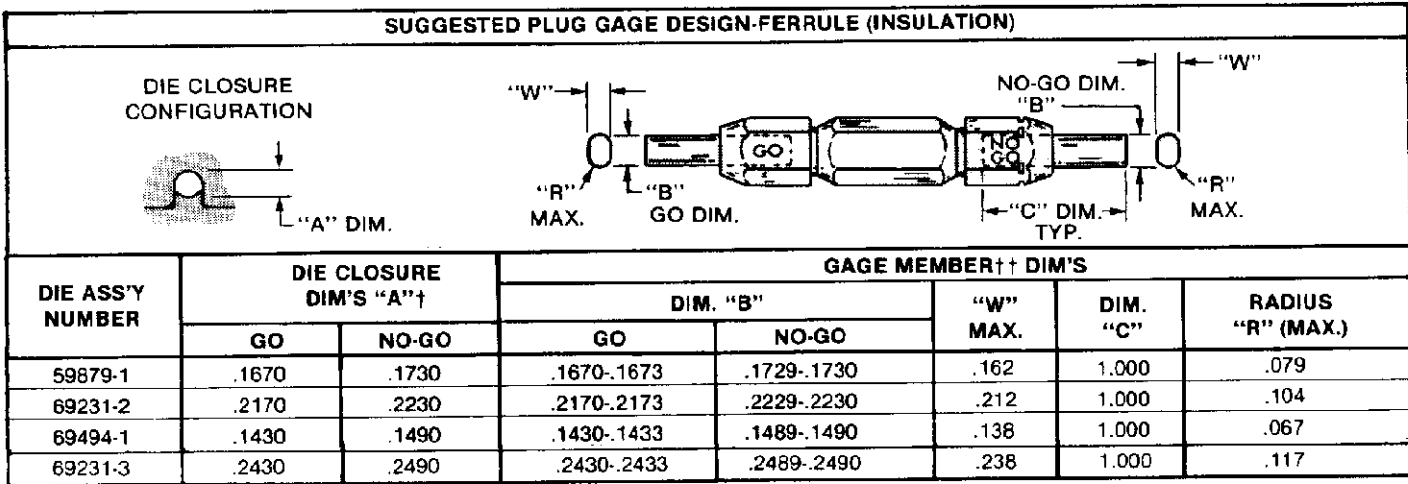 SUGGESTED PLUG GAGE DESIGN-FERRULE (INSULATION)
DIE CLOSURE
CONFIGURATION
"A" DIM.
"W"
"R"
MAX.
"B"
GO DIM.
GO
NO-GO DIM.
"B"
NO
GO
"C" DIM.
TYP.
"W"
"R"
MAX.
DIE ASS'Y
NUMBER
DIE CLOSURE
DIM'S "A"†
GAGE MEMBER†† DIM'S
DIM. "B"
"W"
MAX.
DIM.
"C"
RADIUS
"R" (MAX.)
GO NO-GO GO NO-GO
59879-1 .1670 .1730 .1670-.1673 .1729-.1730 .162 1.000 .079
69231-2 .2170 .2230 .2170-.2173 .2229-.2230 .212 1.000 .104
69494-1 .1430 .1490 .1430-.1433 .1489-.1490 .138 1.000 .067
69231-3 .2430 .2490 .2430-.2433 .2489-.2490 .238 1.000 .117